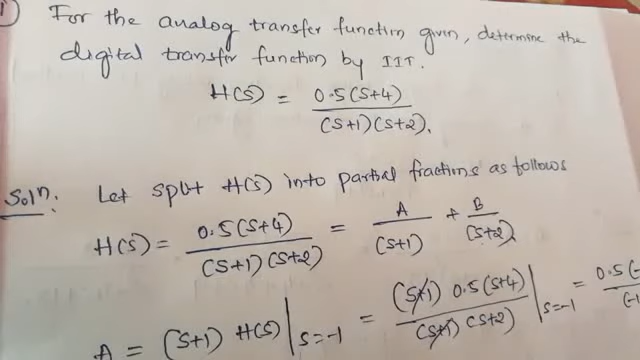 1) For the analog transfer function given, determine the
digital transfer function by IIT.
H(S) = 0.5(S+4) / (S+1)(S+2).
Solⁿ: Let split H(S) into partial fractions as follows
H(S) = 0.5(S+4) / (S+1)(S+2) = A / (S+1) + B / (S+2)
A = (S+1) H(S) | S=-1 = (S+1) 0.5(S+4) / (S+1)(S+2) | S=-1 = 0.5(- / (-1